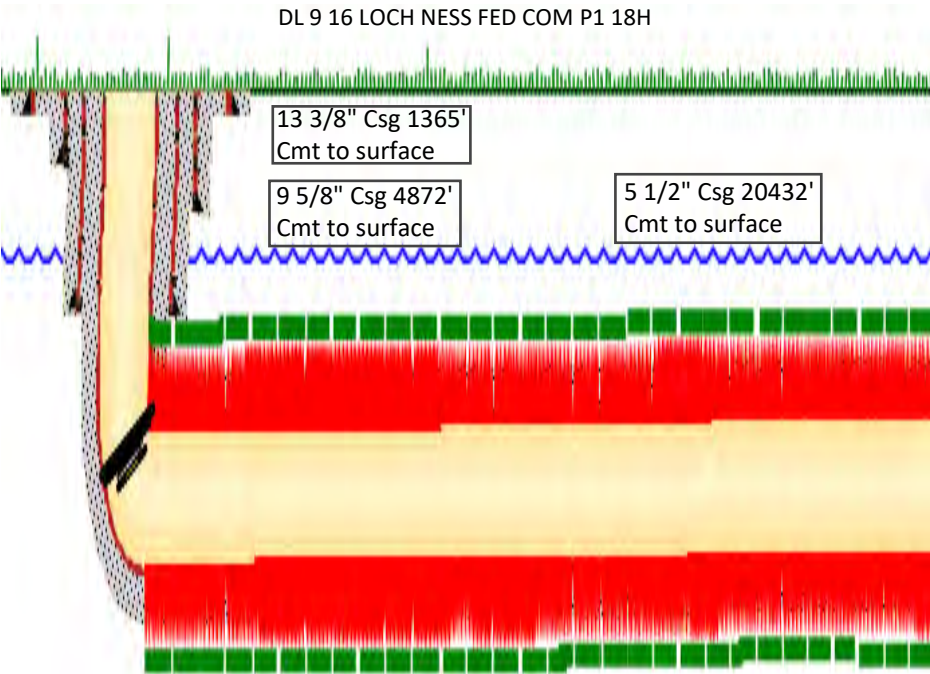 DL 9 16 LOCH NESS FED COM P1 18H
13 3/8" Csg 1365'
Cmt to surface
9 5/8" Csg 4872'
Cmt to surface
5 1/2" Csg 20432'
Cmt to surface